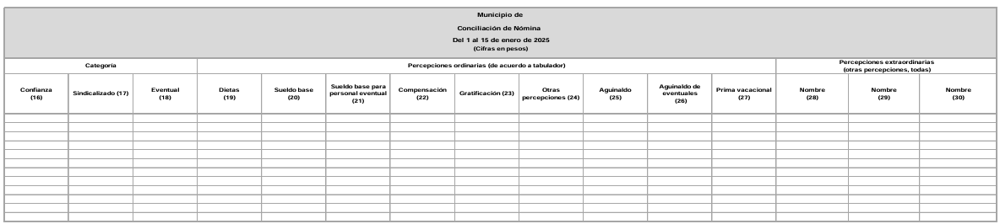 Municipio de
Conciliación de Nómina
Del 1 al 15 de enero de 2025
(Cifras en pesos)
Categoría
Percepciones ordinarias (de acuerdo a tabulador)
Percepciones extraordinarias
(otras percepciones, todas)
Confianza
(16)
Sindicalizado (17)
Eventual
(18)
Dietas
(19)
Sueldo base
(20)
Sueldo base para
personal eventual
(21)
Compensación
(22)
Gratificación (23)
Otras
percepciones (24)
Aguinaldo
(25)
Aguinaldo de
eventuales
(26)
Prima vacacional
(27)
Nombre
(28)
Nombre
(29)
Nombre
(30)